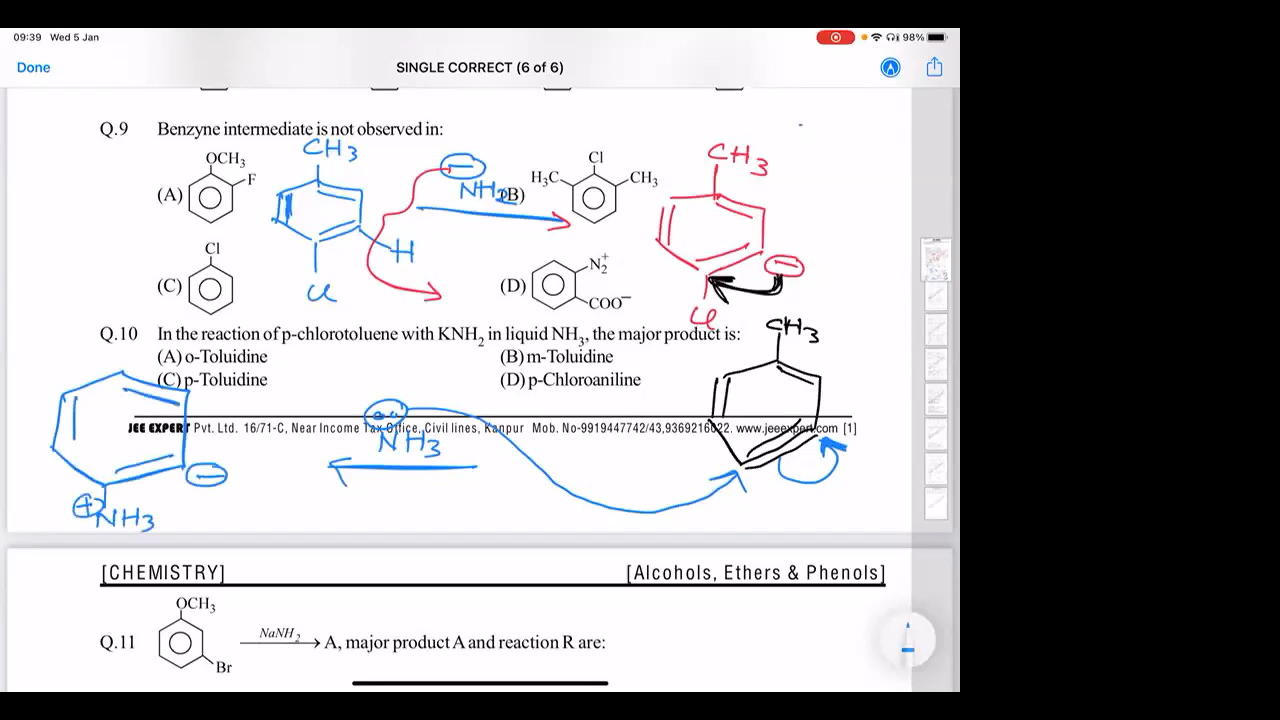 09:39 Wed 5 Jan 98%
Done SINGLE CORRECT (6 of 6)
Q.9 Benzyne intermediate is not observed in:
(A) OCH3 F
(B) H3C Cl CH3
CH3 H Cl
⊖ NH2
CH3 ⊖ Cl
(C) Cl
(D) N2+ COO−
Q.10 In the reaction of p-chlorotoluene with KNH2 in liquid NH3, the major product is:
(A) o-Toluidine (B) m-Toluidine
(C) p-Toluidine (D) p-Chloroaniline
CH3
JEE EXPERT Pvt. Ltd. 16/71-C, Near Income Tax Office, Civil lines, Kanpur Mob. No-9919447742/43,9369216022. www.jeeexpert.com [1]
NH3
⊖
⊕NH3
[CHEMISTRY] [Alcohols, Ethers & Phenols]
OCH3
Q.11 NaNH2 → A, major product A and reaction R are:
Br